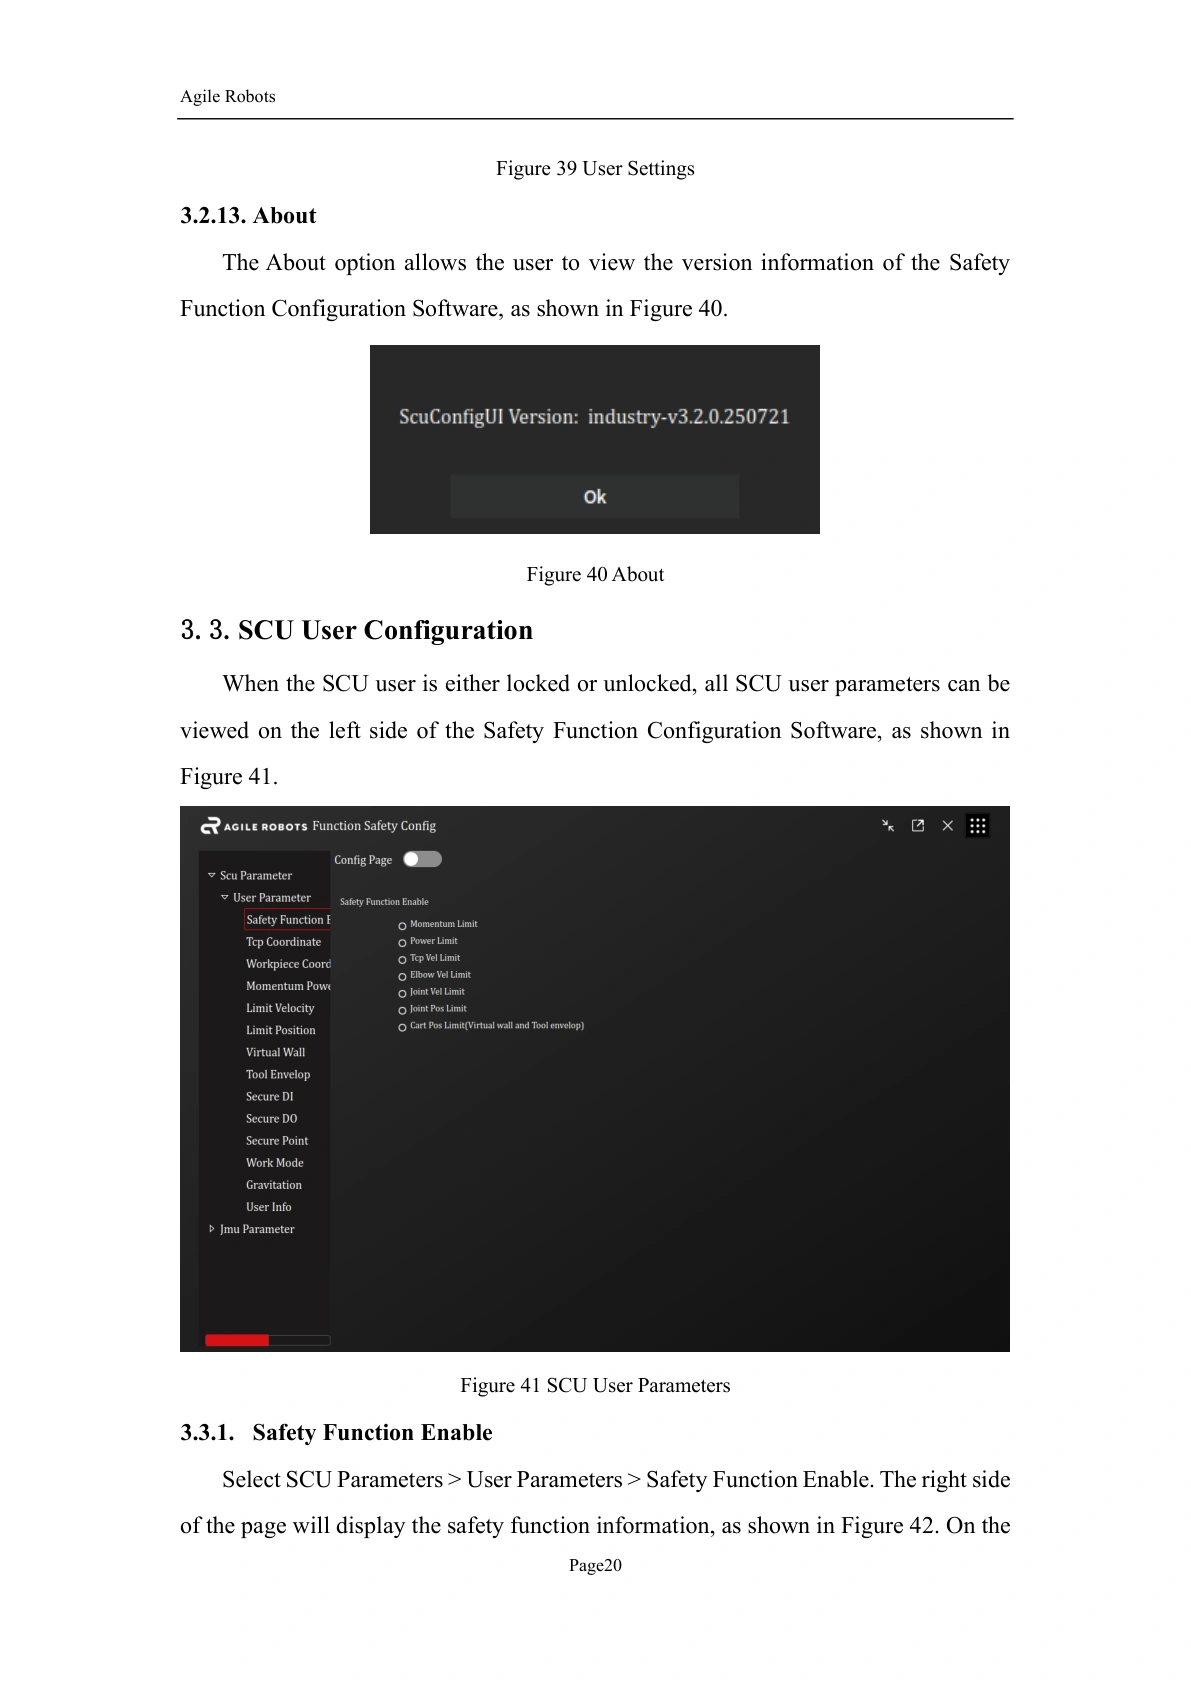 Agile Robots
Figure 39 User Settings
3.2.13. About
The About option allows the user to view the version information of the Safety
Function Configuration Software, as shown in Figure 40.
ScuConfigUI Version: industry-v3.2.0.250721
Ok
Figure 40 About
3. 3. SCU User Configuration
When the SCU user is either locked or unlocked, all SCU user parameters can be
viewed on the left side of the Safety Function Configuration Software, as shown in
Figure 41.
AGILE ROBOTS Function Safety Config
Config Page
Scu Parameter
User Parameter
Safety Function E
Tcp Coordinate
Workpiece Coord
Momentum Powe
Limit Velocity
Limit Position
Virtual Wall
Tool Envelop
Secure DI
Secure DO
Secure Point
Work Mode
Gravitation
User Info
Jmu Parameter
Safety Function Enable
Momentum Limit
Power Limit
Tcp Vel Limit
Elbow Vel Limit
Joint Vel Limit
Joint Pos Limit
Cart Pos Limit(Virtual wall and Tool envelop)
Figure 41 SCU User Parameters
3.3.1. Safety Function Enable
Select SCU Parameters > User Parameters > Safety Function Enable. The right side
of the page will display the safety function information, as shown in Figure 42. On the
Page20